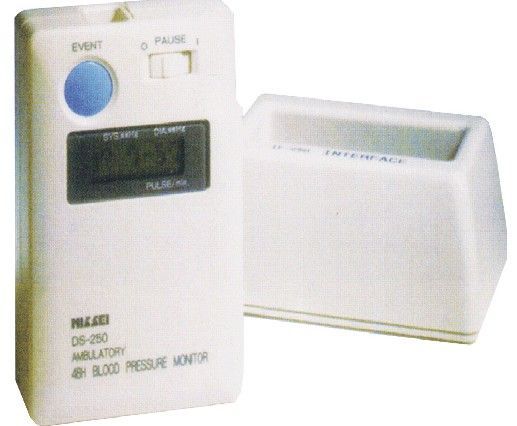 EVENT
O PAUSE I
SYS.mmHg DIA.mmHg
PULSE/min
NISSEI
DS-250
AMBULATORY
48H BLOOD PRESSURE MONITOR
INTERFACE